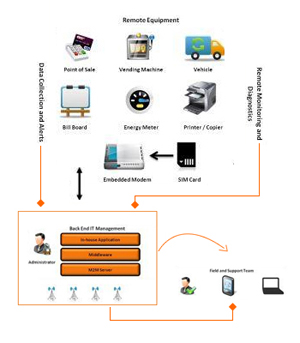 Remote Equipment
Point of Sale
Vending Machine
Vehicle
Data Collection and Alerts
Remote Monitoring and
Diagnostics
Bill Board
Energy Meter
Printer / Copier
Embedded Modem
SIM Card
Back End IT Management
In-house Application
Middleware
M2M Server
Administrator
Field and Support Team